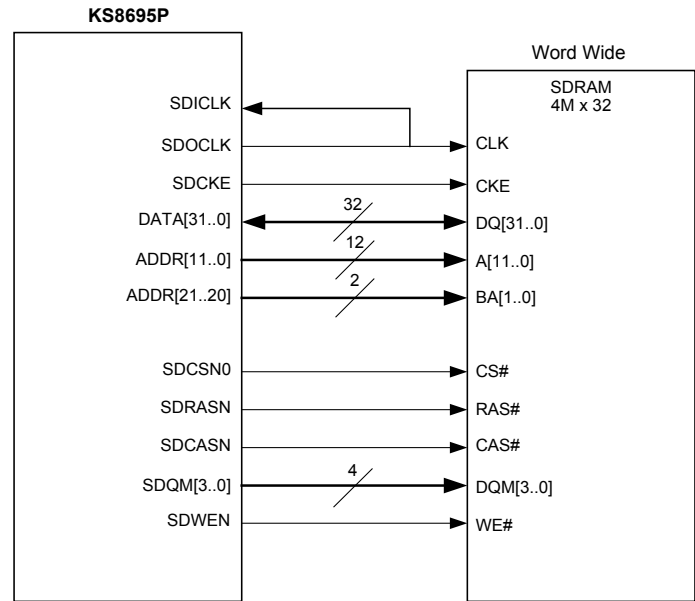 KS8695P
Word Wide
SDRAM
4M x 32
SDICLK
SDOCLK
CLK
SDCKE
CKE
DATA[31..0]
32
DQ[31..0]
ADDR[11..0]
12
A[11..0]
ADDR[21..20]
2
BA[1..0]
SDCSN0
CS#
SDRASN
RAS#
SDCASN
CAS#
SDQM[3..0]
4
DQM[3..0]
SDWEN
WE#